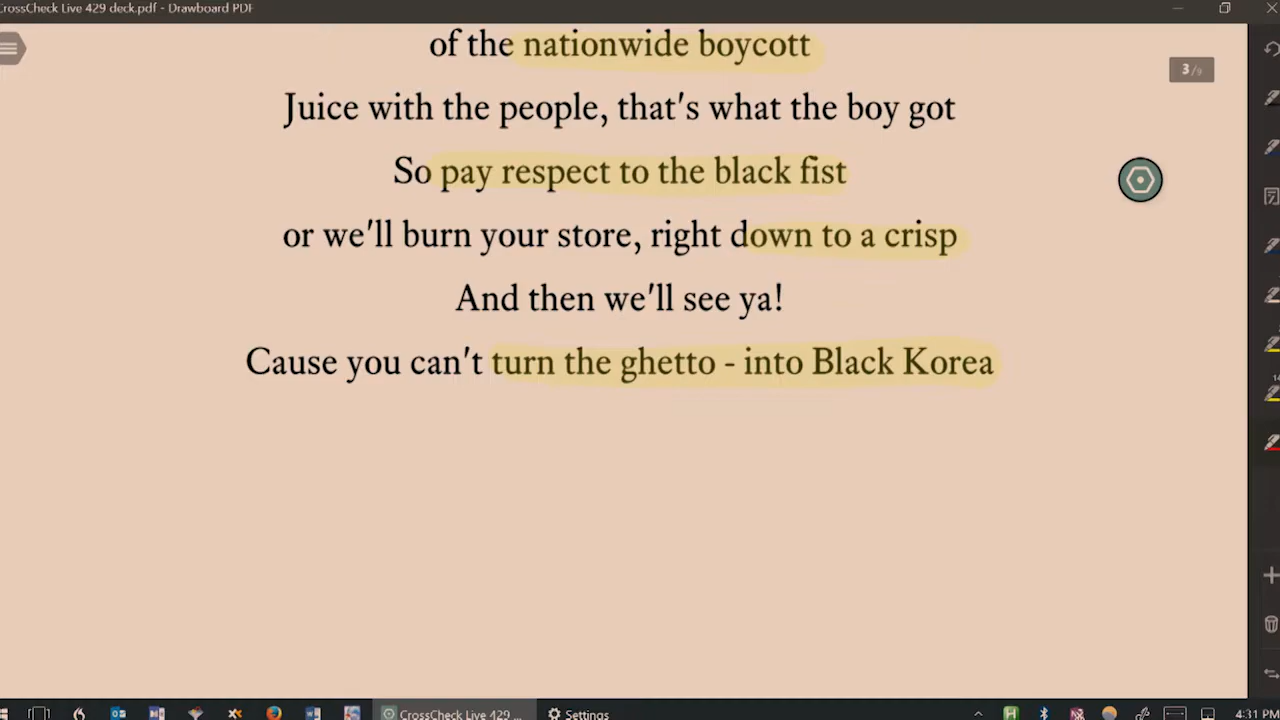 CrossCheck Live 429 deck.pdf - Drawboard PDF
of the nationwide boycott
3/9
Juice with the people, that's what the boy got
So pay respect to the black fist
or we'll burn your store, right down to a crisp
And then we'll see ya!
Cause you can't turn the ghetto - into Black Korea
CrossCheck Live 429 ... Settings 4:31 PM